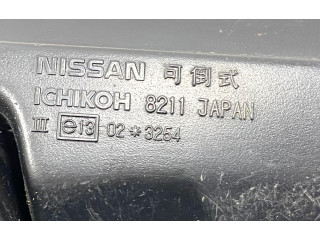 NISSAN 可倒式
ICHIKOH 8211 JAPAN
III e13 02*3264